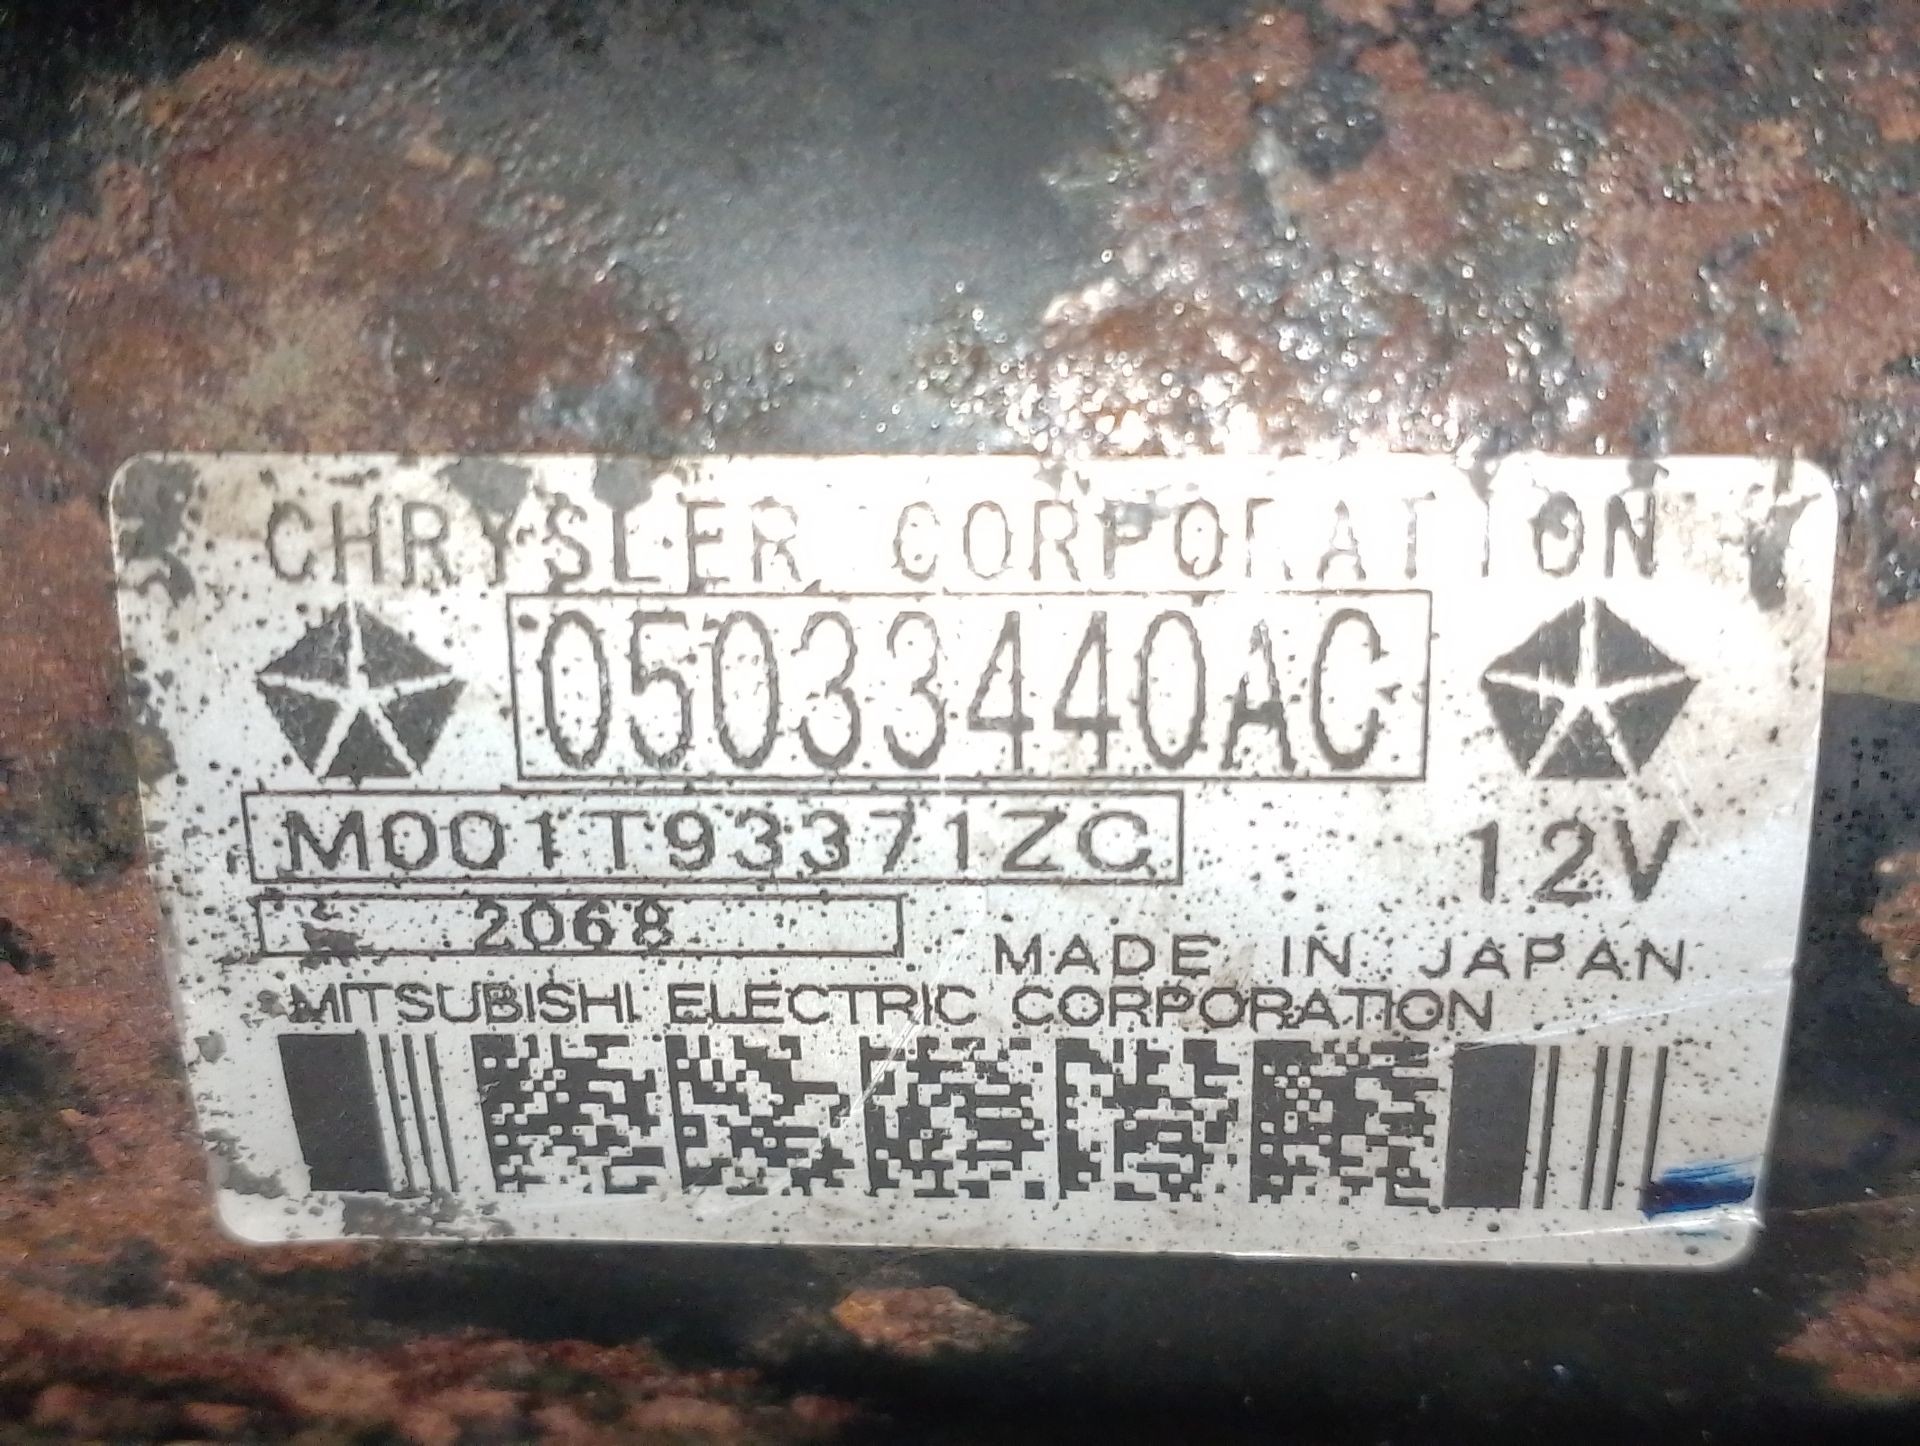 CHRYSLER CORPORATION
05033440AC
M001T93371ZC
12V
2068
MADE IN JAPAN
MITSUBISHI ELECTRIC CORPORATION